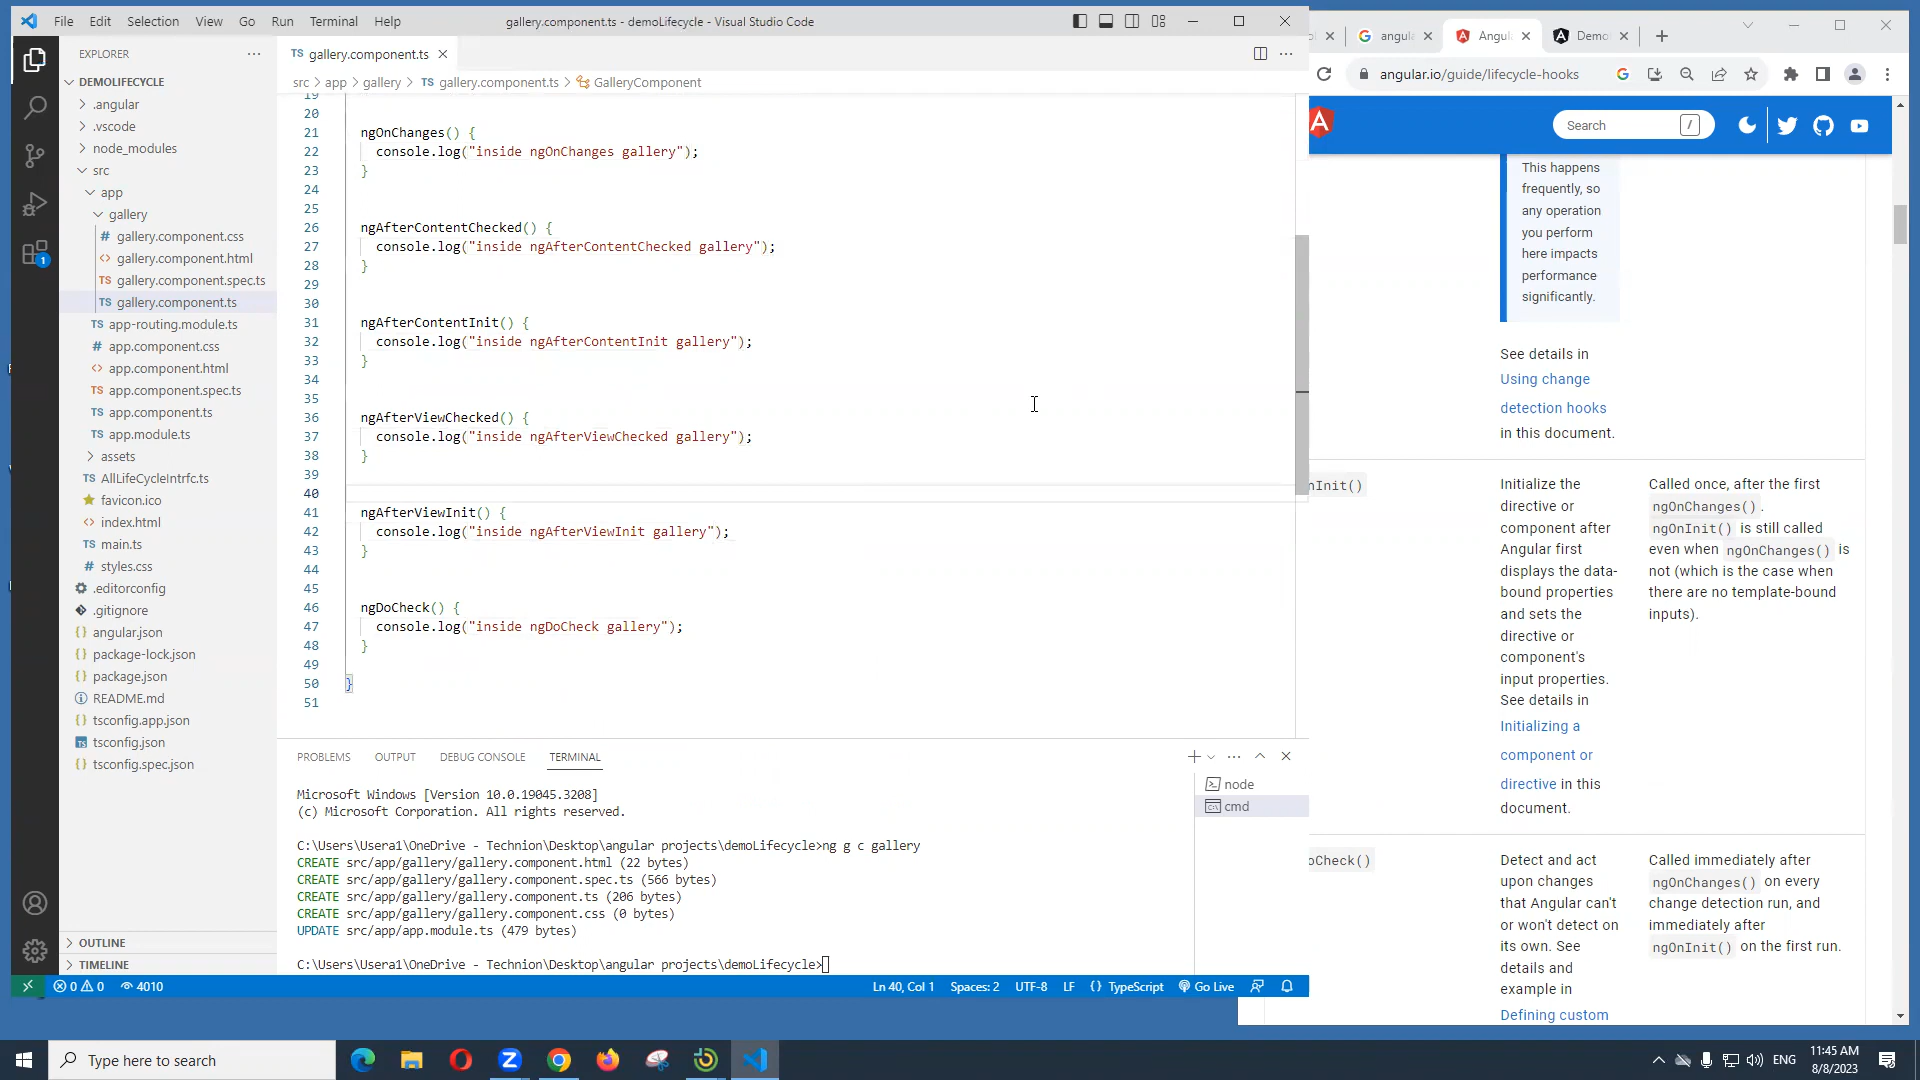 File Edit Selection View Go Run Terminal Help
gallery.component.ts - demoLifecycle - Visual Studio Code
EXPLORER
DEMOLIFECYCLE
.angular
.vscode
node_modules
src
app
gallery
gallery.component.css
gallery.component.html
gallery.component.spec.ts
gallery.component.ts
app-routing.module.ts
app.component.css
app.component.html
app.component.spec.ts
app.component.ts
app.module.ts
assets
AllLifeCycleIntrfc.ts
favicon.ico
index.html
main.ts
styles.css
.editorconfig
.gitignore
angular.json
package-lock.json
package.json
README.md
tsconfig.app.json
tsconfig.json
tsconfig.spec.json
OUTLINE
TIMELINE
1
TS gallery.component.ts
src > app > gallery > TS gallery.component.ts > GalleryComponent
19
20
21 ngOnChanges() {
22 console.log("inside ngOnChanges gallery");
23 }
24
25
26 ngAfterContentChecked() {
27 console.log("inside ngAfterContentChecked gallery");
28 }
29
30
31 ngAfterContentInit() {
32 console.log("inside ngAfterContentInit gallery");
33 }
34
35
36 ngAfterViewChecked() {
37 console.log("inside ngAfterViewChecked gallery");
38 }
39
40
41 ngAfterViewInit() {
42 console.log("inside ngAfterViewInit gallery");
43 }
44
45
46 ngDoCheck() {
47 console.log("inside ngDoCheck gallery");
48 }
49
50 }
51
PROBLEMS OUTPUT DEBUG CONSOLE TERMINAL
node
cmd
Microsoft Windows [Version 10.0.19045.3208]
(c) Microsoft Corporation. All rights reserved.
C:\Users\Usera1\OneDrive - Technion\Desktop\angular projects\demoLifecycle>ng g c gallery
CREATE src/app/gallery/gallery.component.html (22 bytes)
CREATE src/app/gallery/gallery.component.spec.ts (566 bytes)
CREATE src/app/gallery/gallery.component.ts (206 bytes)
CREATE src/app/gallery/gallery.component.css (0 bytes)
UPDATE src/app/app.module.ts (479 bytes)
C:\Users\Usera1\OneDrive - Technion\Desktop\angular projects\demoLifecycle>
0 0 4010 Ln 40, Col 1 Spaces: 2 UTF-8 LF {} TypeScript Go Live
angula Angul Demo
angular.io/guide/lifecycle-hooks
Search /
This happens
frequently, so
any operation
you perform
here impacts
performance
significantly.
See details in
Using change
detection hooks
in this document.
nInit()
Initialize the
directive or
component after
Angular first
displays the data-
bound properties
and sets the
directive or
component's
input properties.
See details in
Initializing a
component or
directive in this
document.
Called once, after the first
ngOnChanges() .
ngOnInit() is still called
even when ngOnChanges() is
not (which is the case when
there are no template-bound
inputs).
oCheck()
Detect and act
upon changes
that Angular can't
or won't detect on
its own. See
details and
example in
Defining custom
Called immediately after
ngOnChanges() on every
change detection run, and
immediately after
ngOnInit() on the first run.
Type here to search
ENG
11:45 AM
8/8/2023